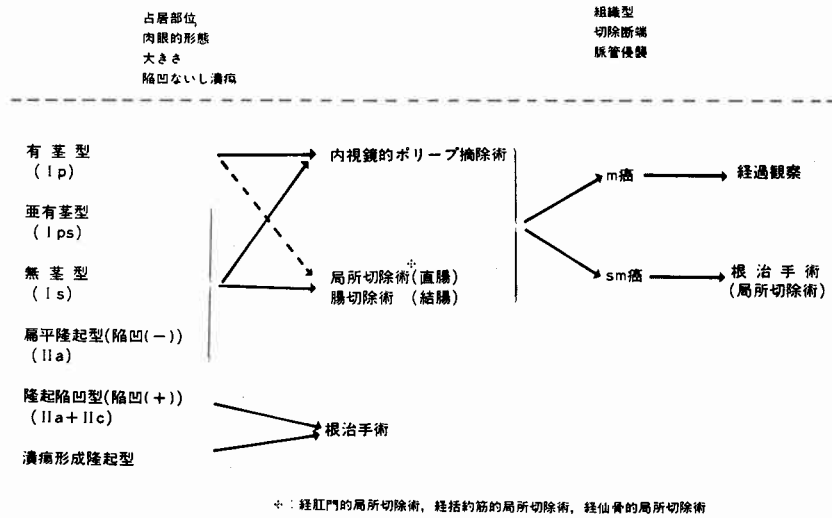 占居部位
肉眼的形態
大きさ
陥凹ないし潰瘍
組織型
切除断端
脈管侵襲
有茎型
(Ip)
亜有茎型
(Ips)
無茎型
(Is)
扁平隆起型(陥凹(−))
(IIa)
隆起陥凹型(陥凹(+))
(IIa+IIc)
潰瘍形成隆起型
内視鏡的ポリープ摘除術
※
局所切除術(直腸)
腸切除術 (結腸)
根治手術
m癌
経過観察
sm癌
根治手術
(局所切除術)
※:経肛門的局所切除術,経括約筋的局所切除術,経仙骨的局所切除術